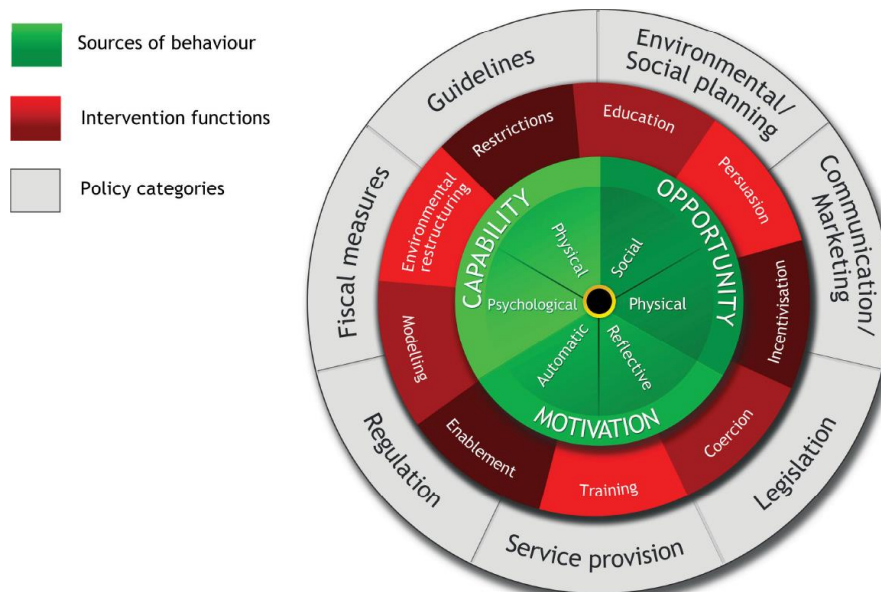 Sources of behaviour
Intervention functions
Policy categories
Guidelines
Environmental/
Social planning
Communication/
Marketing
Legislation
Service provision
Regulation
Fiscal measures
Restrictions
Education
Persuasion
Incentivisation
Coercion
Training
Enablement
Modelling
Environmental
restructuring
CAPABILITY
OPPORTUNITY
MOTIVATION
Physical
Social
Physical
Reflective
Automatic
Psychological